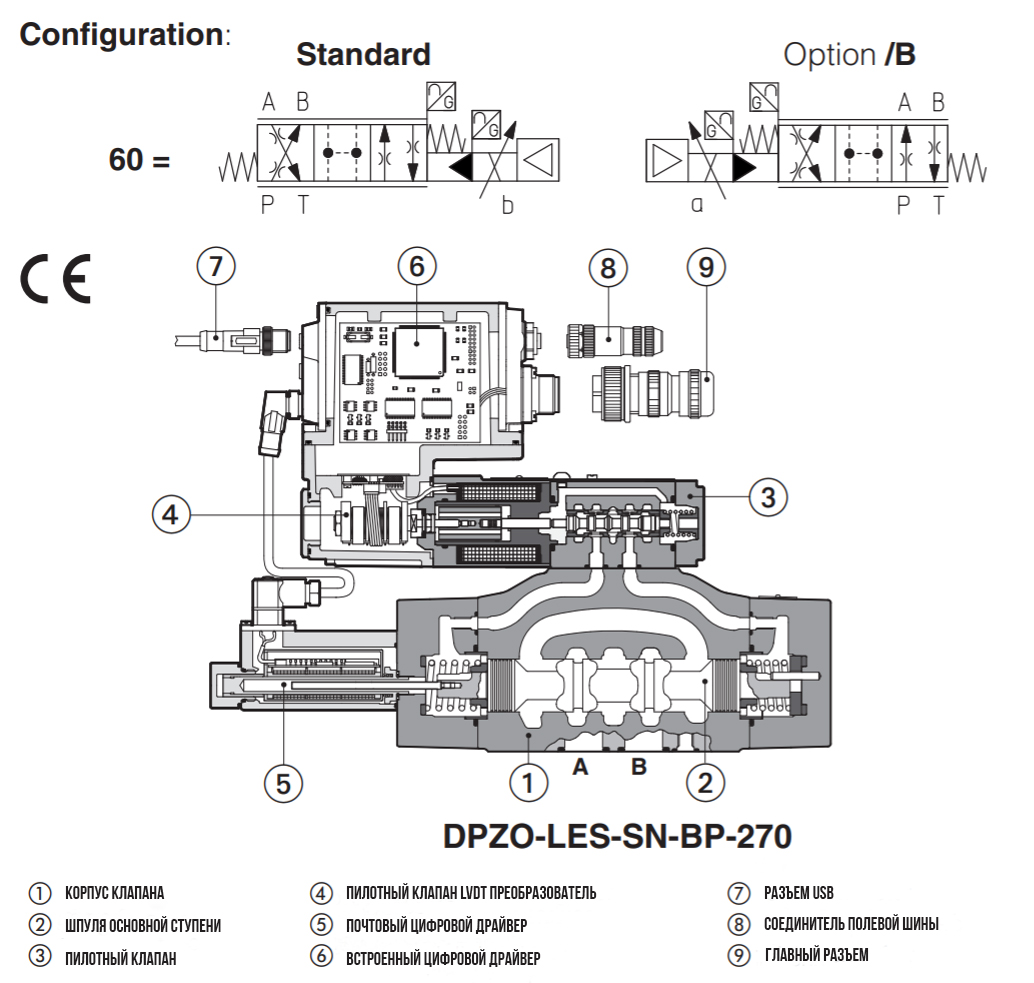 Configuration:
Standard
Option /B
A B
G
G
60 =
P T
b
G
G
A B
a
P T
CE
7
6
8
9
4
3
5
1
A
B
2
DPZO-LES-SN-BP-270
1 КОРПУС КЛАПАНА
2 ШПУЛЯ ОСНОВНОЙ СТУПЕНИ
3 ПИЛОТНЫЙ КЛАПАН
4 ПИЛОТНЫЙ КЛАПАН LVDT ПРЕОБРАЗОВАТЕЛЬ
5 ПОЧТОВЫЙ ЦИФРОВОЙ ДРАЙВЕР
6 ВСТРОЕННЫЙ ЦИФРОВОЙ ДРАЙВЕР
7 РАЗЪЕМ USB
8 СОЕДИНИТЕЛЬ ПОЛЕВОЙ ШИНЫ
9 ГЛАВНЫЙ РАЗЪЕМ